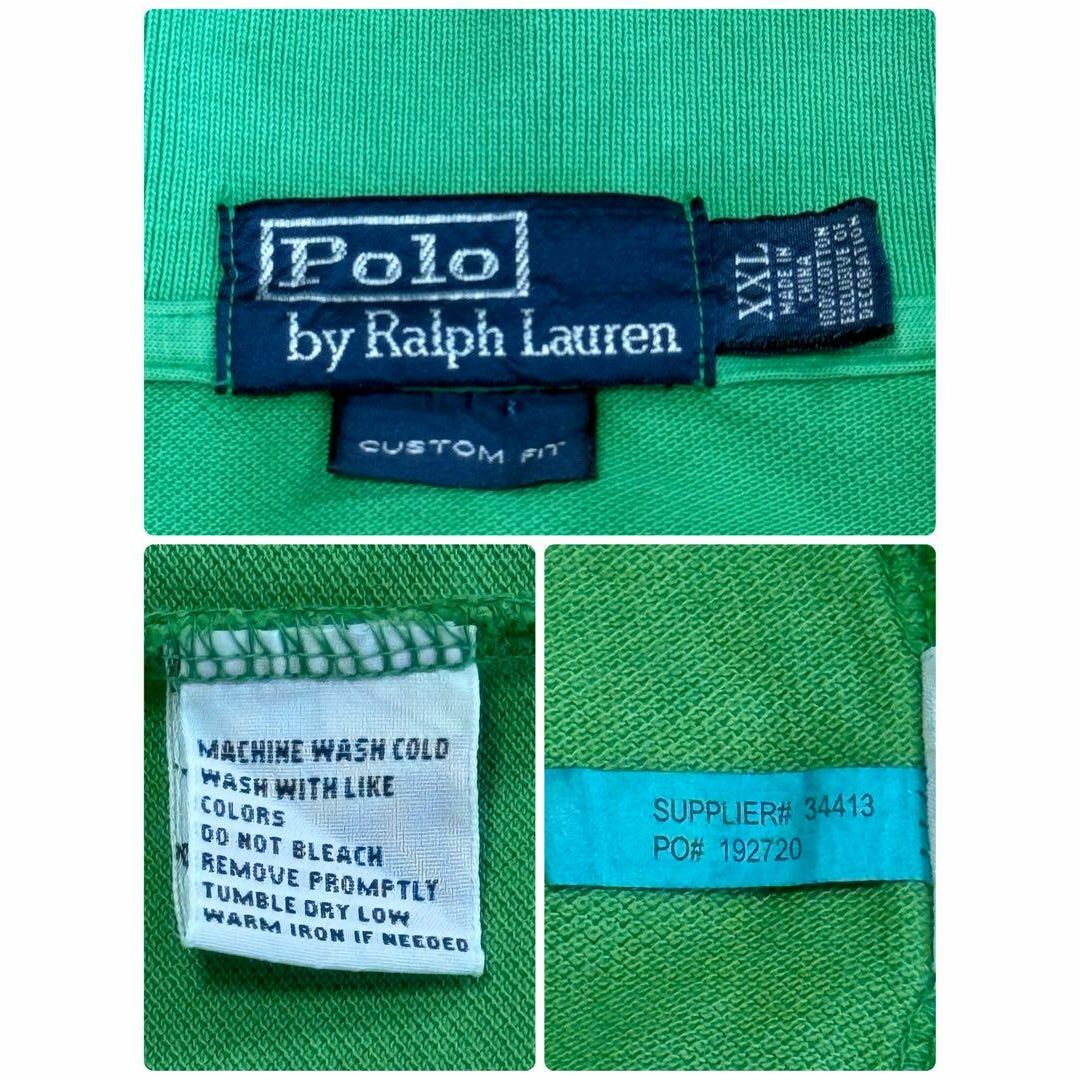 Polo
by Ralph Lauren
XXL
MADE IN
CHINA
100% COTTON
EXCLUSIVE OF
DECORATION
CUSTOM FIT
MACHINE WASH COLD
WASH WITH LIKE
COLORS
DO NOT BLEACH
REMOVE PROMPTLY
TUMBLE DRY LOW
WARM IRON IF NEEDED
SUPPLIER# 34413
PO# 192720